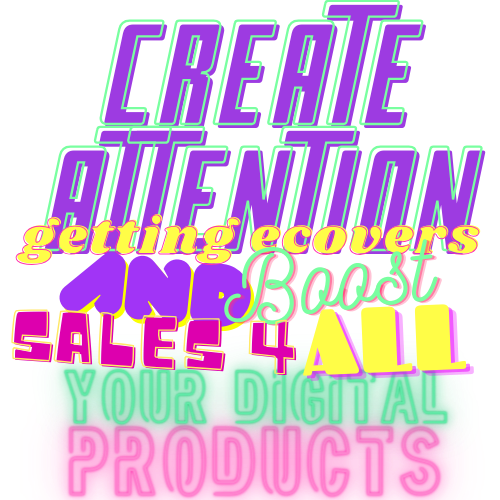 CREATE
ATTENTION
getting ecovers
AND Boost
SALES 4 ALL
YOUR DIGITAL
PRODUCTS